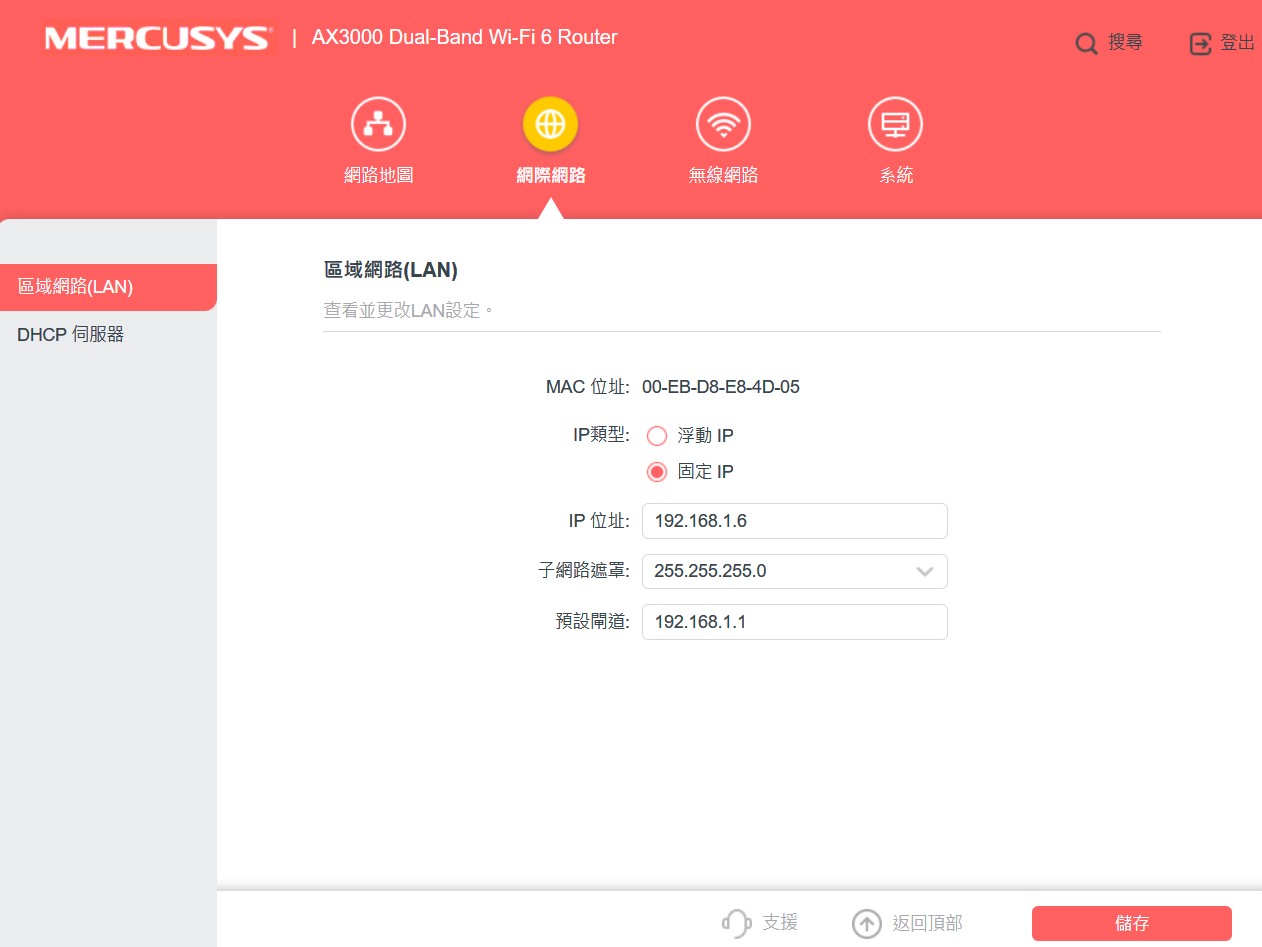 MERCUSYS | AX3000 Dual-Band Wi-Fi 6 Router
搜尋 登出
網路地圖 網際網路 無線網路 系統
區域網路(LAN)
DHCP 伺服器
區域網路(LAN)
查看並更改LAN設定。
MAC 位址: 00-EB-D8-E8-4D-05
IP類型: 浮動 IP
固定 IP
IP 位址: 192.168.1.6
子網路遮罩: 255.255.255.0
預設閘道: 192.168.1.1
支援 返回頂部 儲存